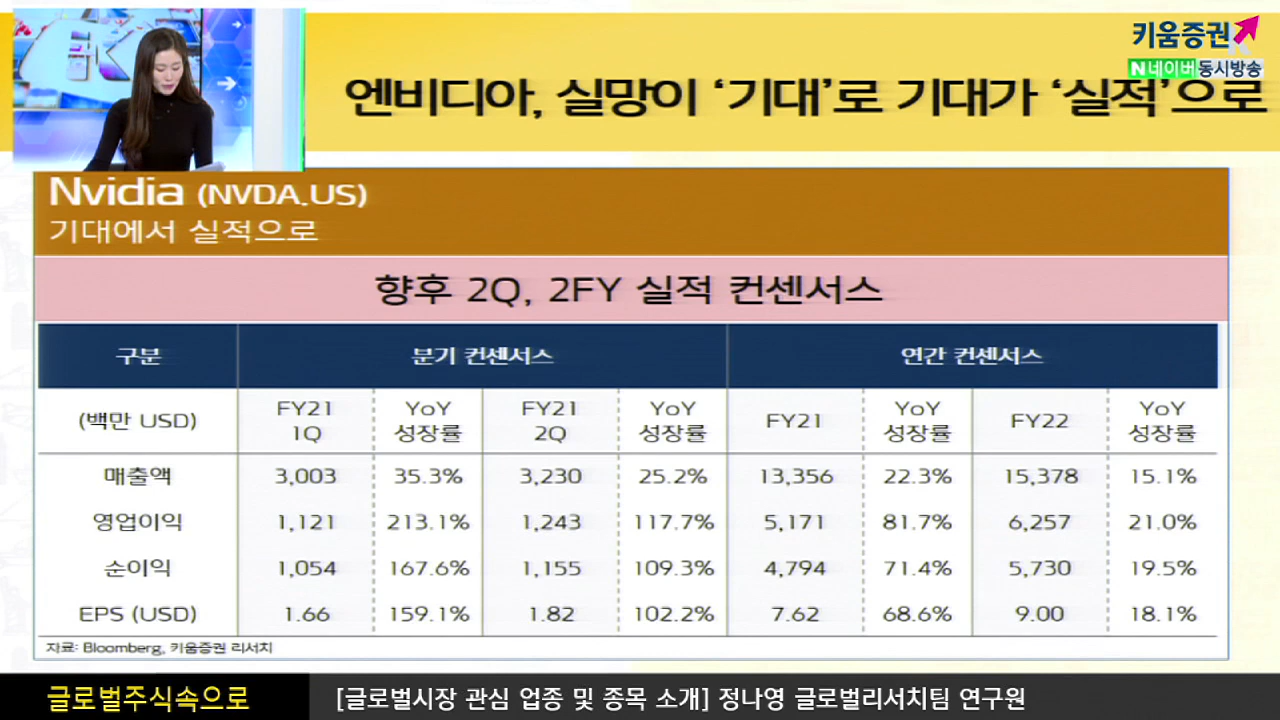 키움증권
N 네이버 동시방송
엔비디아, 실망이 ‘기대’로 기대가 ‘실적’으로
Nvidia (NVDA.US)
기대에서 실적으로
향후 2Q, 2FY 실적 컨센서스
구분 분기 컨센서스 연간 컨센서스
(백만 USD) FY21 1Q YoY 성장률 FY21 2Q YoY 성장률 FY21 YoY 성장률 FY22 YoY 성장률
매출액 3,003 35.3% 3,230 25.2% 13,356 22.3% 15,378 15.1%
영업이익 1,121 213.1% 1,243 117.7% 5,171 81.7% 6,257 21.0%
순이익 1,054 167.6% 1,155 109.3% 4,794 71.4% 5,730 19.5%
EPS (USD) 1.66 159.1% 1.82 102.2% 7.62 68.6% 9.00 18.1%
자료: Bloomberg, 키움증권 리서치
글로벌주식속으로
[글로벌시장 관심 업종 및 종목 소개] 정나영 글로벌리서치팀 연구원